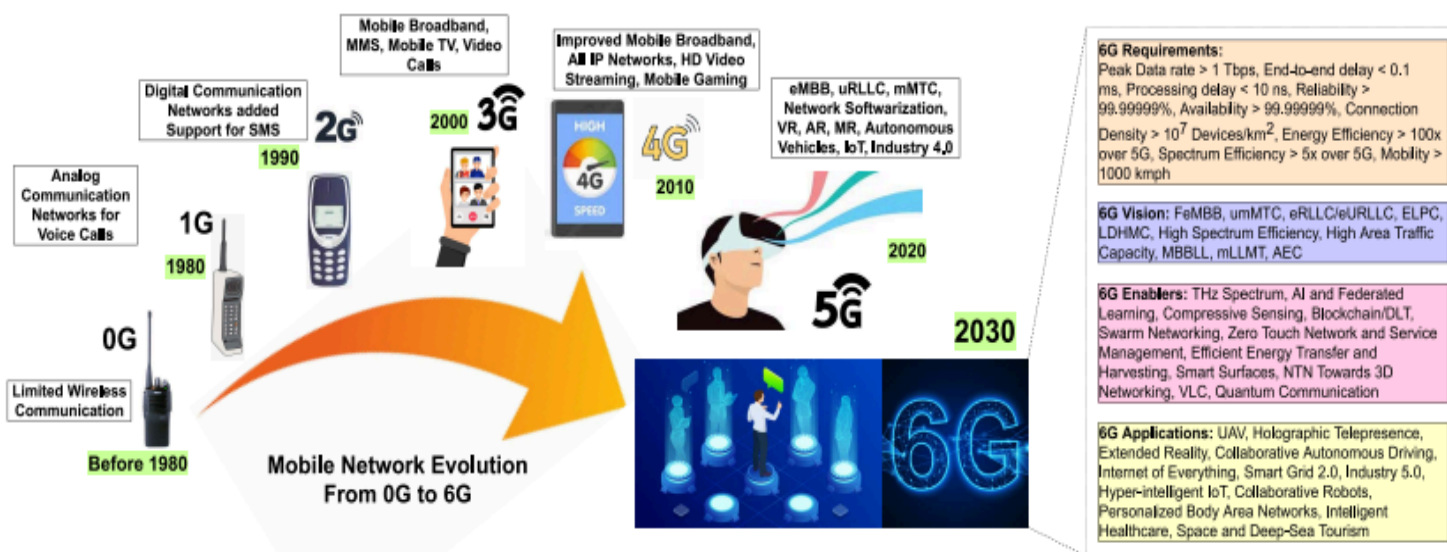 Limited Wireless
Communication
0G
Before 1980
Analog
Communication
Networks for
Voice Calls
1G
1980
Digital Communication
Networks added
Support for SMS
2G
1990
Mobile Broadband,
MMS, Mobile TV, Video
Calls
2000
3G
Improved Mobile Broadband,
All IP Networks, HD Video
Streaming, Mobile Gaming
HIGH
4G
SPEED
4G
2010
eMBB, uRLLC, mMTC,
Network Softwarization,
VR, AR, MR, Autonomous
Vehicles, IoT, Industry 4.0
2020
5G
2030
6G
Mobile Network Evolution
From 0G to 6G
6G Requirements:
Peak Data rate > 1 Tbps, End-to-end delay < 0.1
ms, Processing delay < 10 ns, Reliability >
99.99999%, Availability > 99.99999%, Connection
Density > 10⁷ Devices/km², Energy Efficiency > 100x
over 5G, Spectrum Efficiency > 5x over 5G, Mobility >
1000 kmph
6G Vision: FeMBB, umMTC, eRLLC/eURLLC, ELPC,
LDHMC, High Spectrum Efficiency, High Area Traffic
Capacity, MBBLL, mLLMT, AEC
6G Enablers: THz Spectrum, AI and Federated
Learning, Compressive Sensing, Blockchain/DLT,
Swarm Networking, Zero Touch Network and Service
Management, Efficient Energy Transfer and
Harvesting, Smart Surfaces, NTN Towards 3D
Networking, VLC, Quantum Communication
6G Applications: UAV, Holographic Telepresence,
Extended Reality, Collaborative Autonomous Driving,
Internet of Everything, Smart Grid 2.0, Industry 5.0,
Hyper-intelligent IoT, Collaborative Robots,
Personalized Body Area Networks, Intelligent
Healthcare, Space and Deep-Sea Tourism